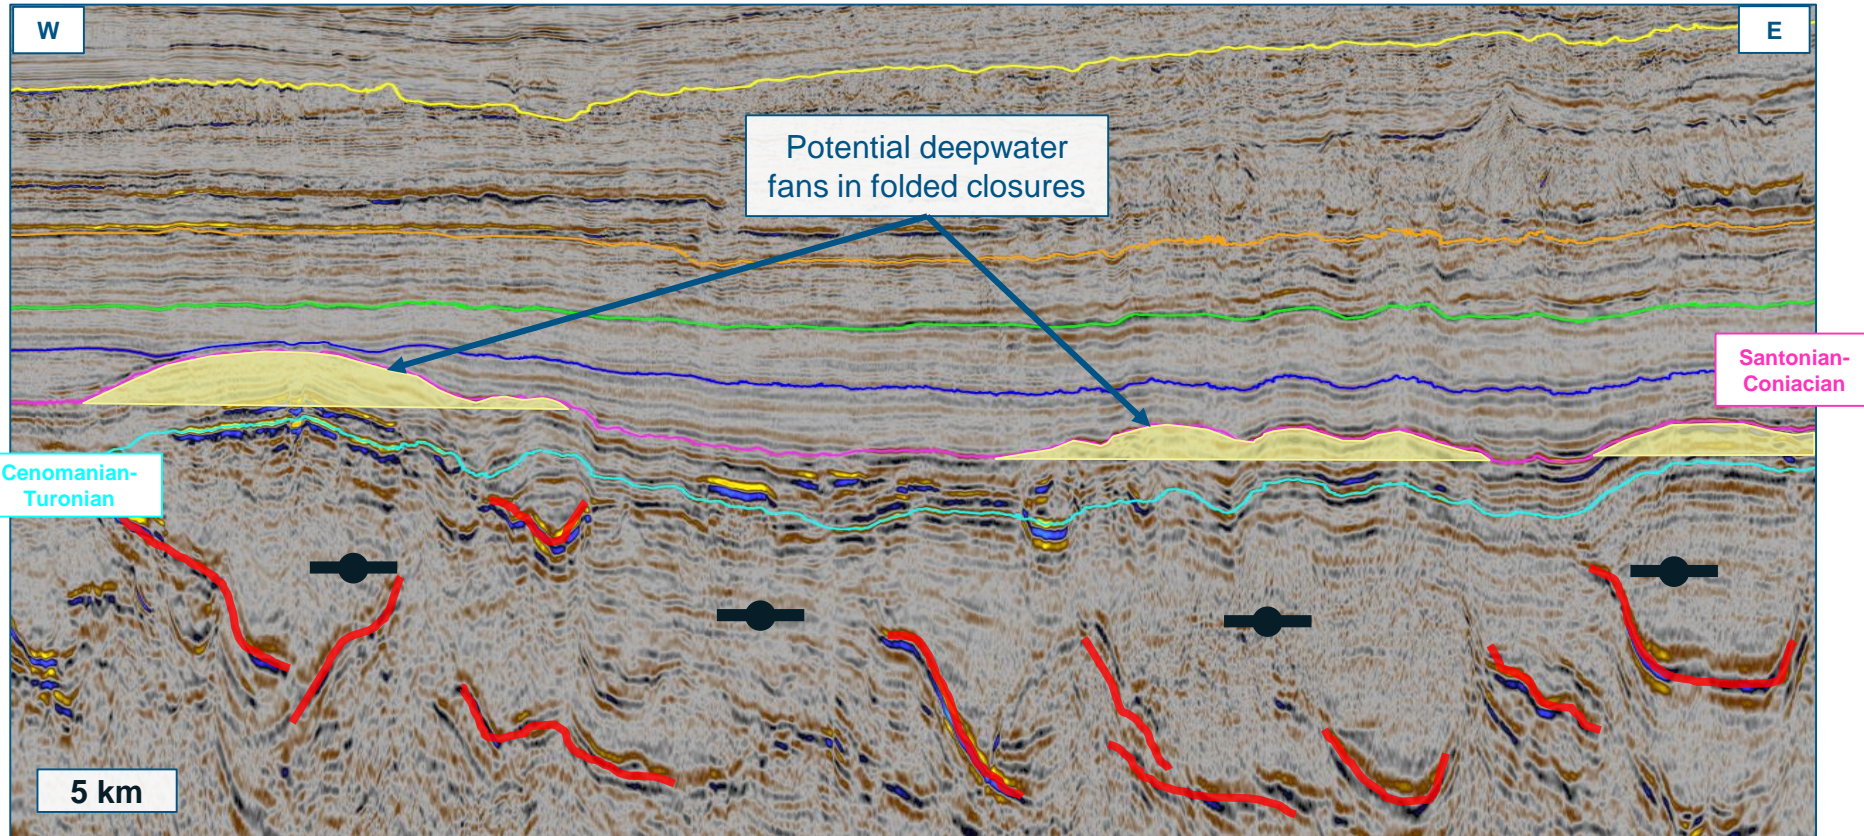 W
E
Potential deepwater
fans in folded closures
Santonian-
Coniacian
Cenomanian-
Turonian
5 km